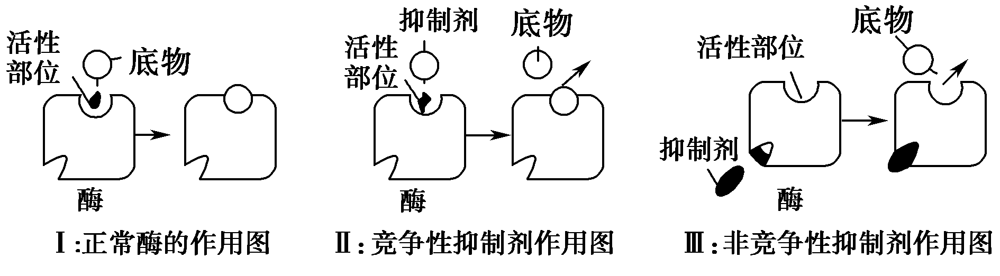 活性
部位
底物
酶
Ⅰ:正常酶的作用图
抑制剂
底物
活性
部位
酶
Ⅱ:竞争性抑制剂作用图
底物
活性部位
抑制剂
酶
Ⅲ:非竞争性抑制剂作用图